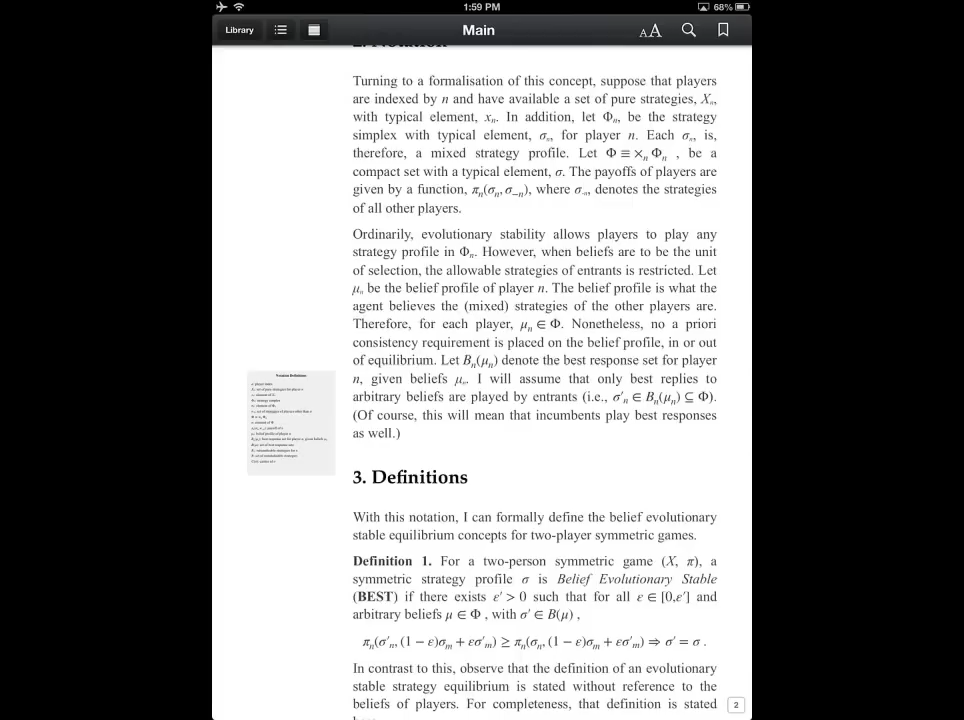 1:59 PM
68%
Library
Main
AA
2. Notation
Turning to a formalisation of this concept, suppose that players
are indexed by n and have available a set of pure strategies, Xₙ,
with typical element, xₙ. In addition, let Φₙ, be the strategy
simplex with typical element, σₙ, for player n. Each σₙ, is,
therefore, a mixed strategy profile. Let Φ ≡ ×ₙ Φₙ , be a
compact set with a typical element, σ. The payoffs of players are
given by a function, πₙ(σₙ, σ₋ₙ), where σ₋ₙ, denotes the strategies
of all other players.
Ordinarily, evolutionary stability allows players to play any
strategy profile in Φₙ. However, when beliefs are to be the unit
of selection, the allowable strategies of entrants is restricted. Let
μₙ be the belief profile of player n. The belief profile is what the
agent believes the (mixed) strategies of the other players are.
Therefore, for each player, μₙ ∈ Φ. Nonetheless, no a priori
consistency requirement is placed on the belief profile, in or out
of equilibrium. Let Bₙ(μₙ) denote the best response set for player
n, given beliefs μₙ. I will assume that only best replies to
arbitrary beliefs are played by entrants (i.e., σ′ₙ ∈ Bₙ(μₙ) ⊆ Φ).
(Of course, this will mean that incumbents play best responses
as well.)
Notation Definitions
3. Definitions
With this notation, I can formally define the belief evolutionary
stable equilibrium concepts for two-player symmetric games.
Definition 1. For a two-person symmetric game (X, π), a
symmetric strategy profile σ is Belief Evolutionary Stable
(BEST) if there exists ε′ > 0 such that for all ε ∈ [0,ε′] and
arbitrary beliefs μ ∈ Φ , with σ′ ∈ B(μ) ,
πₙ(σ′ₙ, (1 − ε)σₘ + εσ′ₘ) ≥ πₙ(σₙ, (1 − ε)σₘ + εσ′ₘ) ⇒ σ′ = σ .
In contrast to this, observe that the definition of an evolutionary
stable strategy equilibrium is stated without reference to the
beliefs of players. For completeness, that definition is stated
2